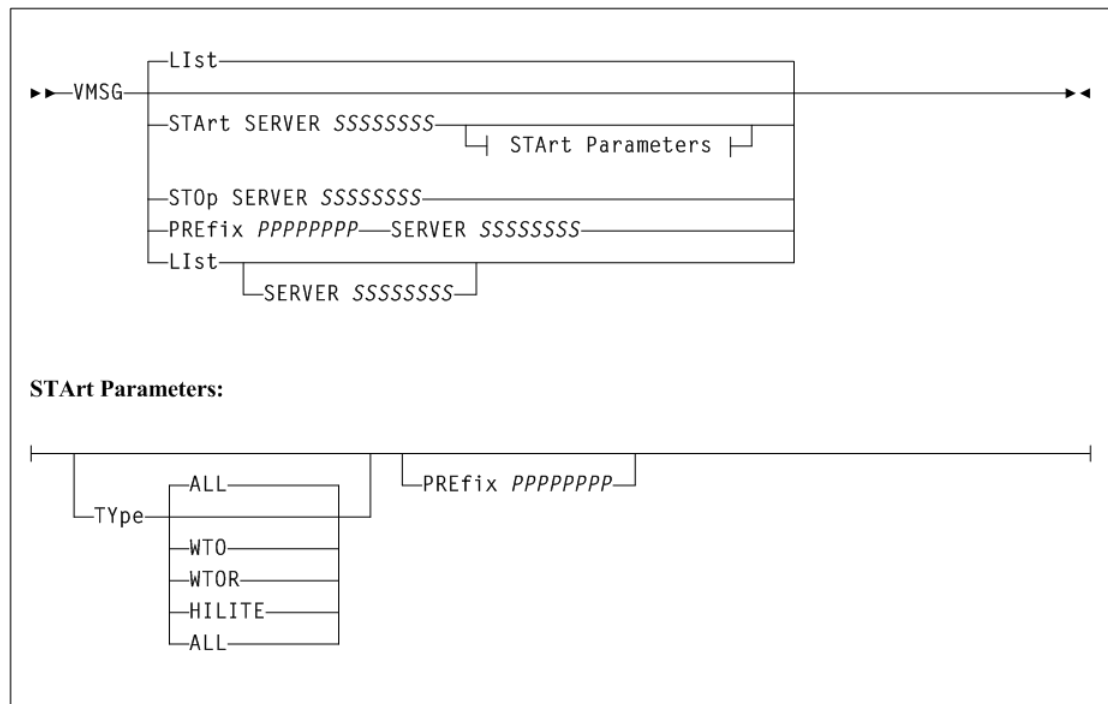 LIst
VMSG
STArt SERVER SSSSSSSS
STArt Parameters
STOp SERVER SSSSSSSS
PREfix PPPPPPPP SERVER SSSSSSSS
LIst
SERVER SSSSSSSS
STArt Parameters:
ALL
PREfix PPPPPPPP
TYpe
WTO
WTOR
HILITE
ALL